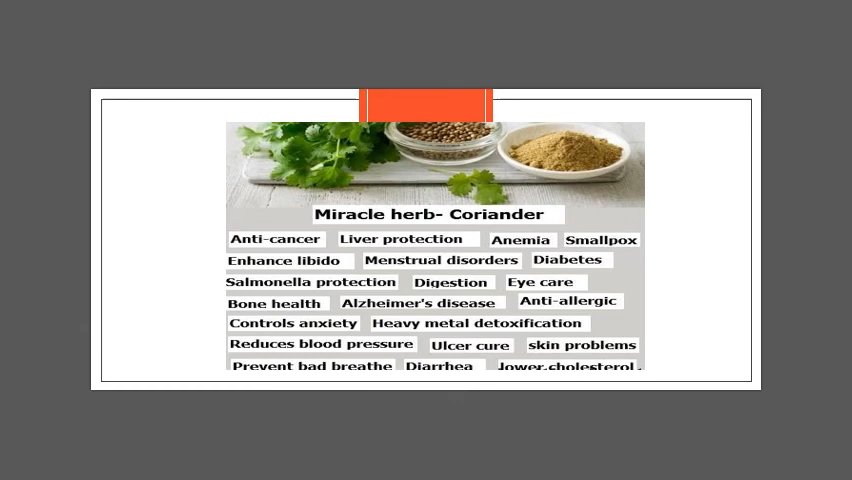 Miracle herb- Coriander
Anti-cancer Liver protection Anemia Smallpox
Enhance libido Menstrual disorders Diabetes
Salmonella protection Digestion Eye care
Bone health Alzheimer's disease Anti-allergic
Controls anxiety Heavy metal detoxification
Reduces blood pressure Ulcer cure skin problems
Prevent bad breathe Diarrhea lower cholesterol